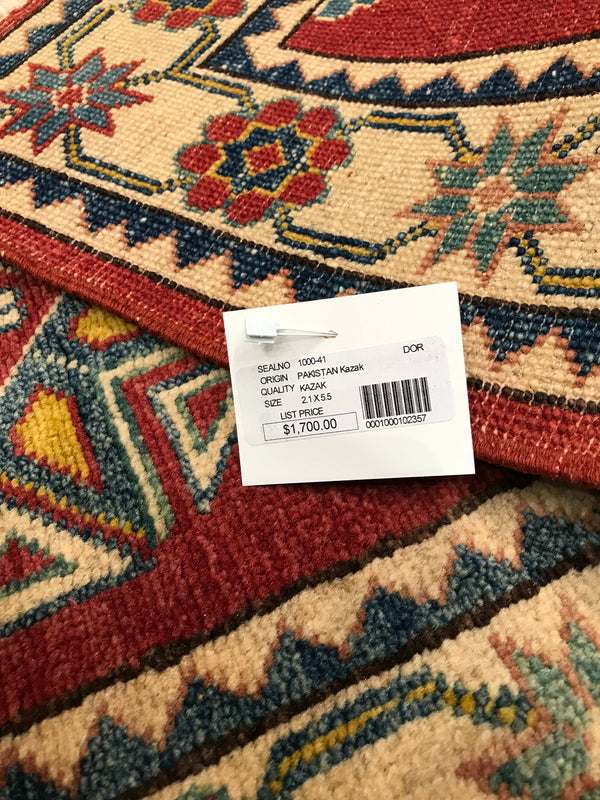 DOR
SEALNO 1000-41
ORIGIN PAKISTAN Kazak
QUALITY KAZAK
SIZE 2.1 X 5.5
LIST PRICE
$1,700.00
0001000102357